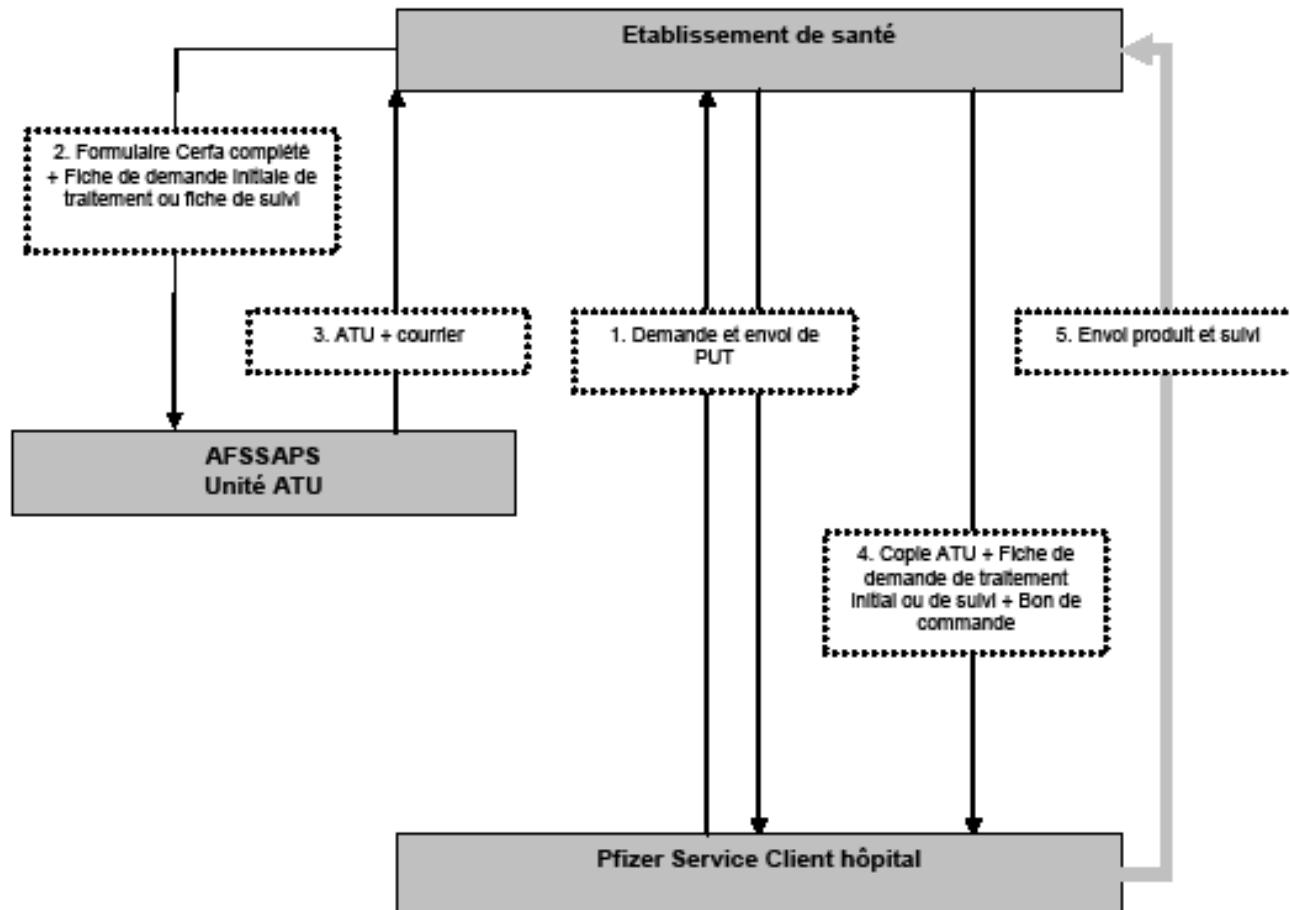 Etablissement de santé
2. Formulaire Cerfa complété
+ Fiche de demande initiale de
traitement ou fiche de suivi
3. ATU + courrier
1. Demande et envoi de
PUT
5. Envoi produit et suivi
AFSSAPS
Unité ATU
4. Copie ATU + Fiche de
demande de traitement
initial ou de suivi + Bon de
commande
Pfizer Service Client hôpital